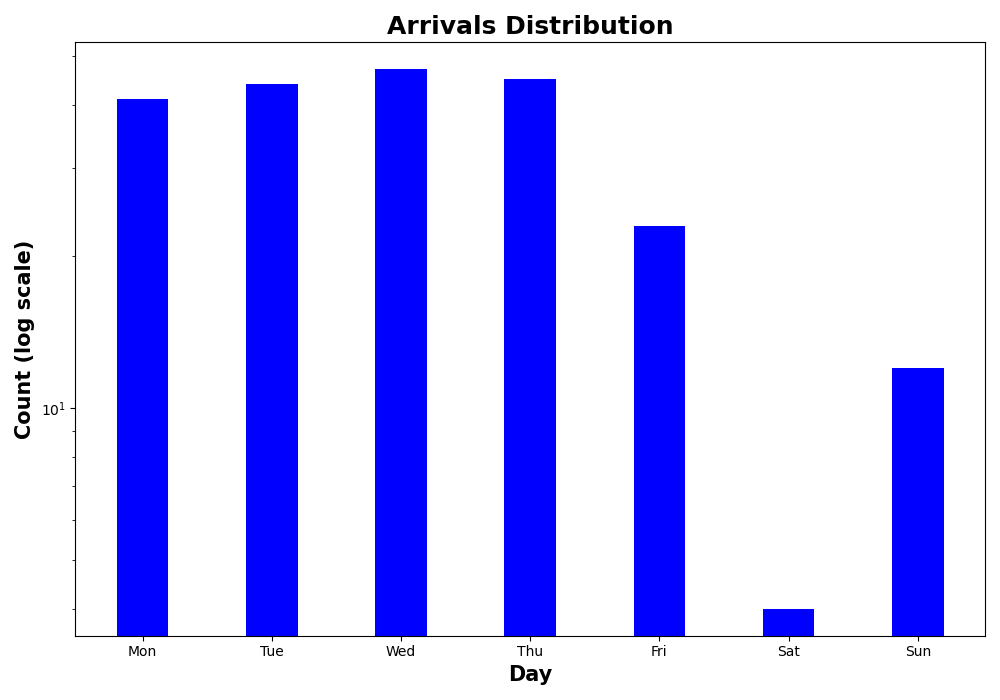 Arrivals Distribution
Count (log scale)
10¹
Mon Tue Wed Thu Fri Sat Sun
Day